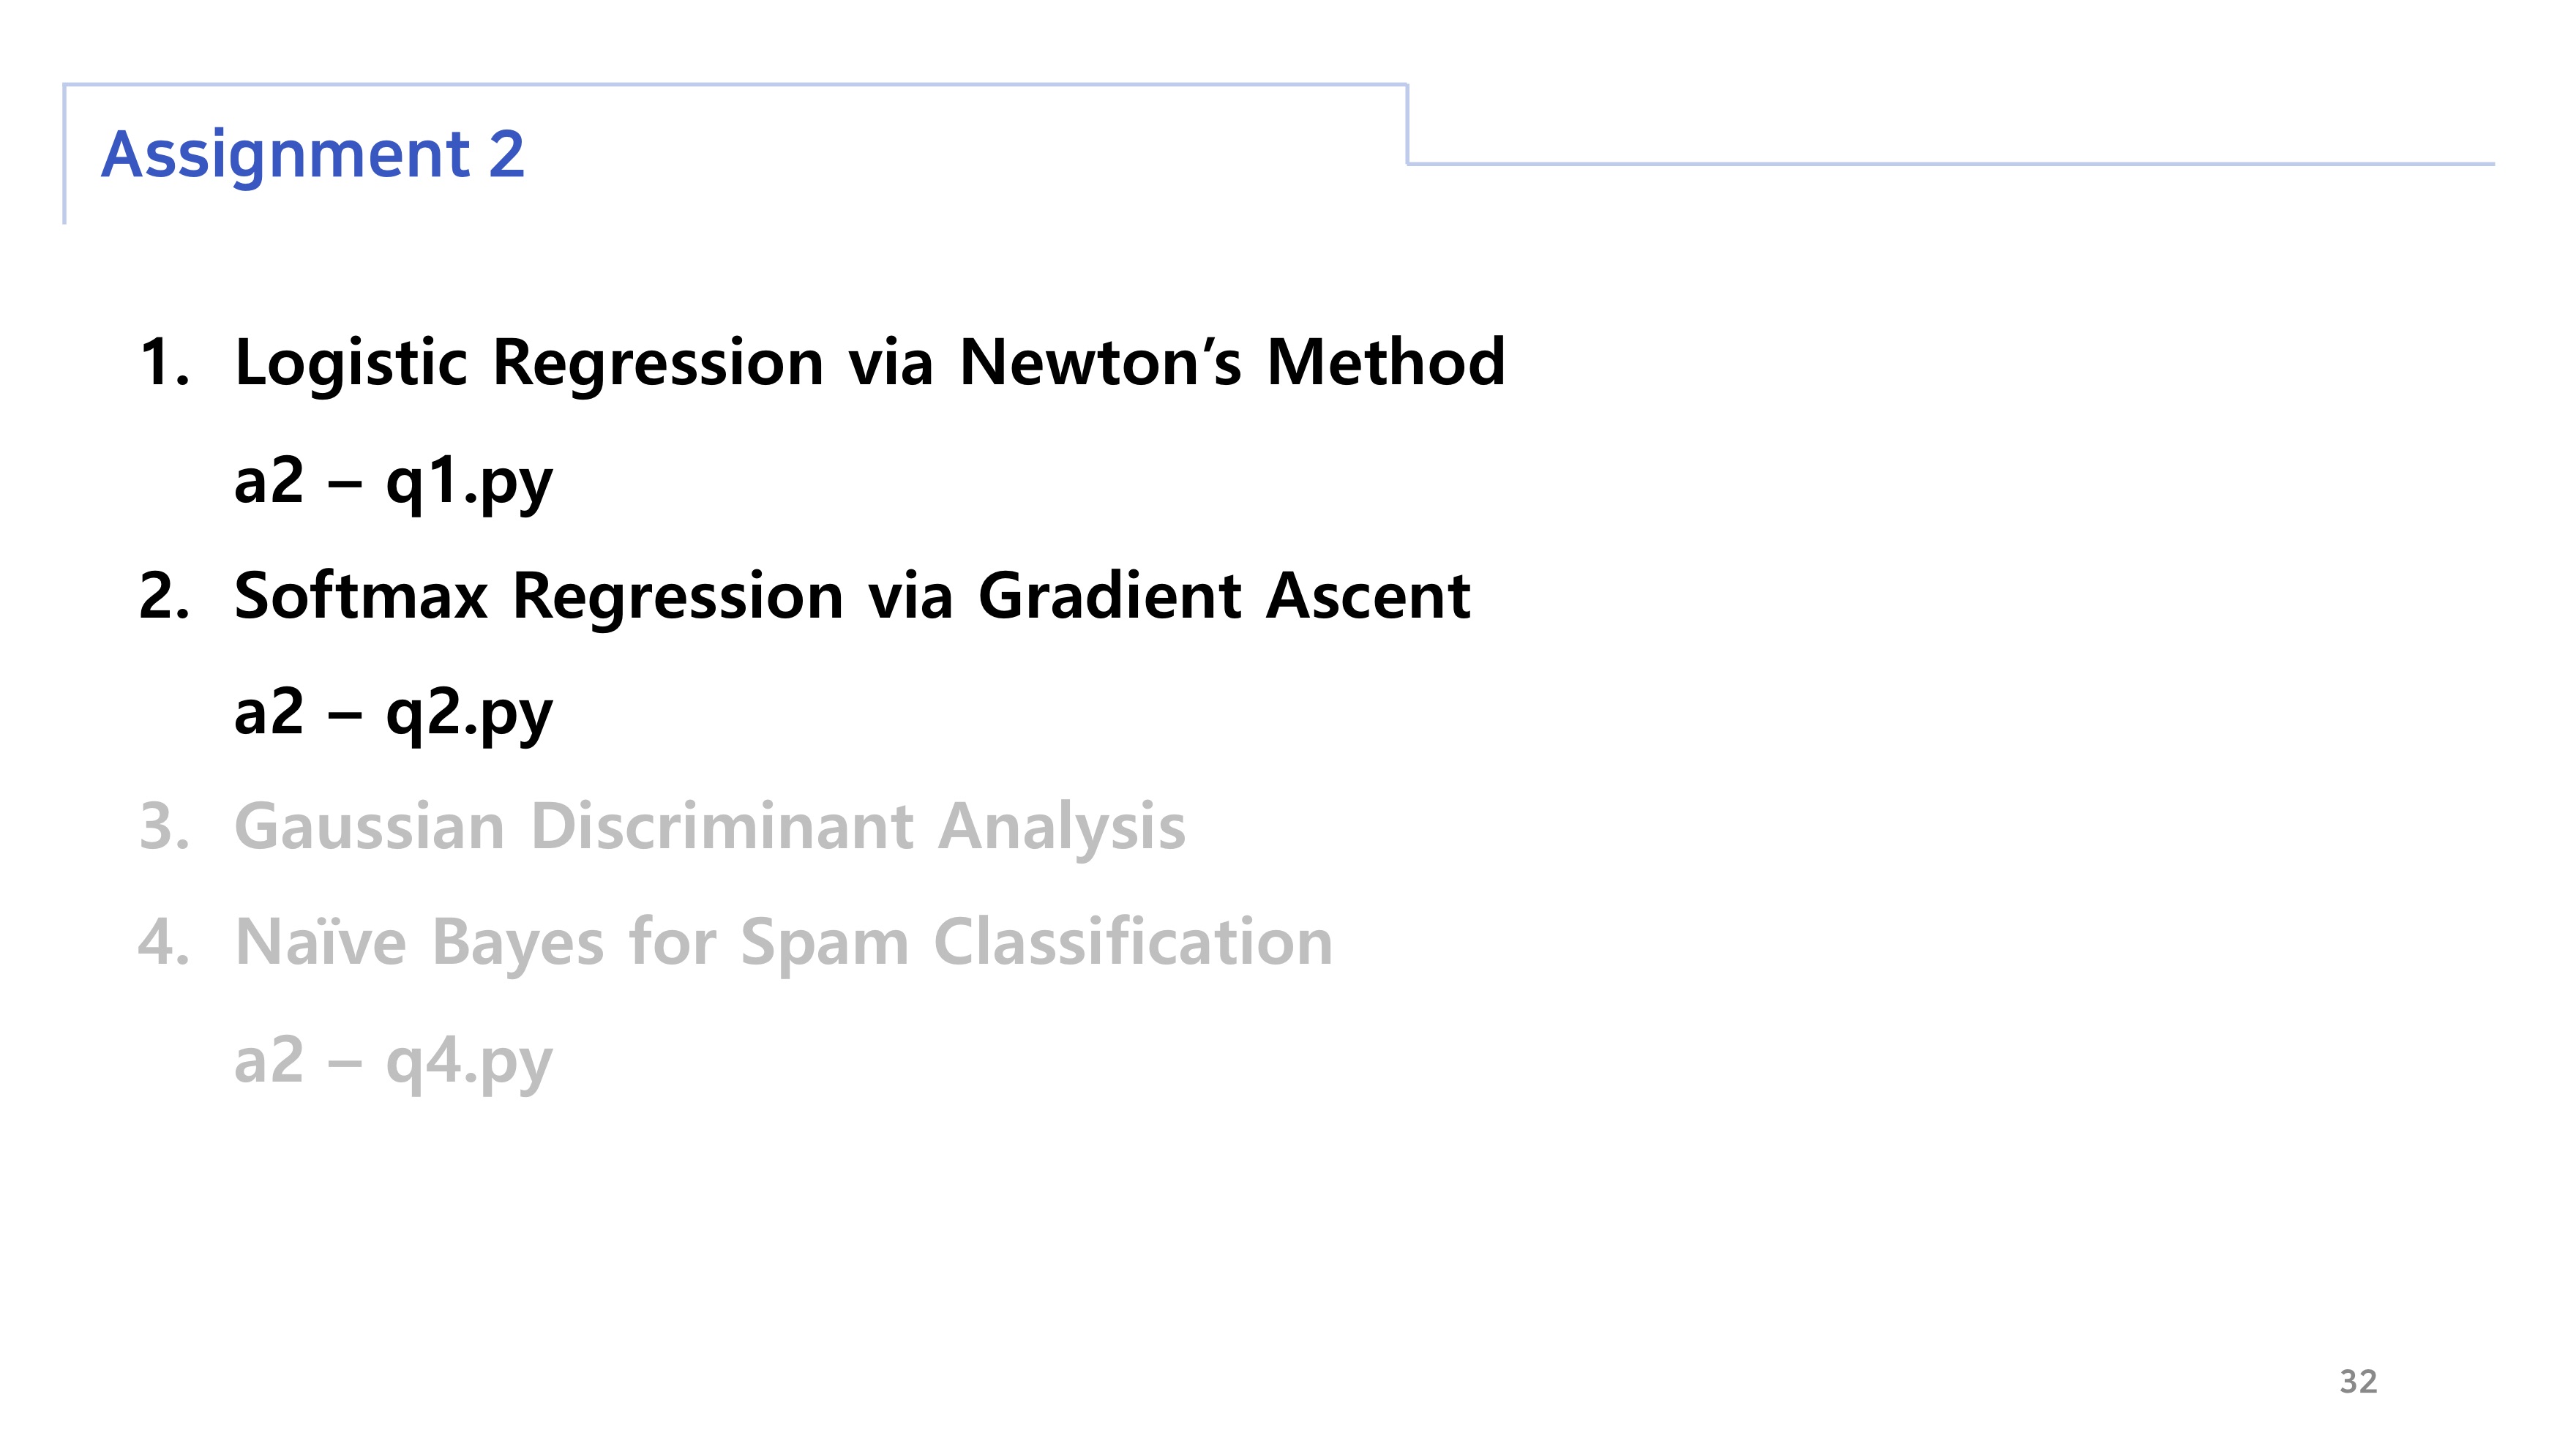 Assignment 2
1. Logistic Regression via Newton’s Method
a2 – q1.py
2. Softmax Regression via Gradient Ascent
a2 – q2.py
3. Gaussian Discriminant Analysis
4. Naïve Bayes for Spam Classification
a2 – q4.py
32